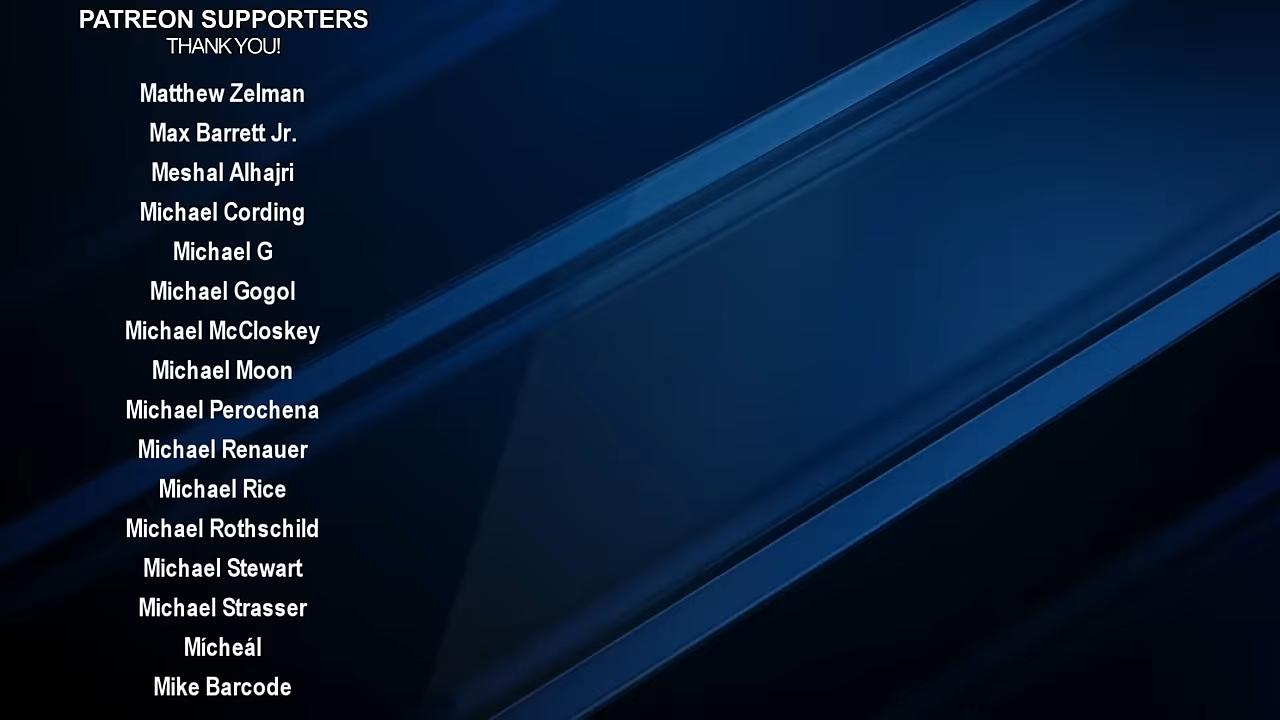 PATREON SUPPORTERS
THANK YOU!
Matthew Zelman
Max Barrett Jr.
Meshal Alhajri
Michael Cording
Michael G
Michael Gogol
Michael McCloskey
Michael Moon
Michael Perochena
Michael Renauer
Michael Rice
Michael Rothschild
Michael Stewart
Michael Strasser
Mícheál
Mike Barcode